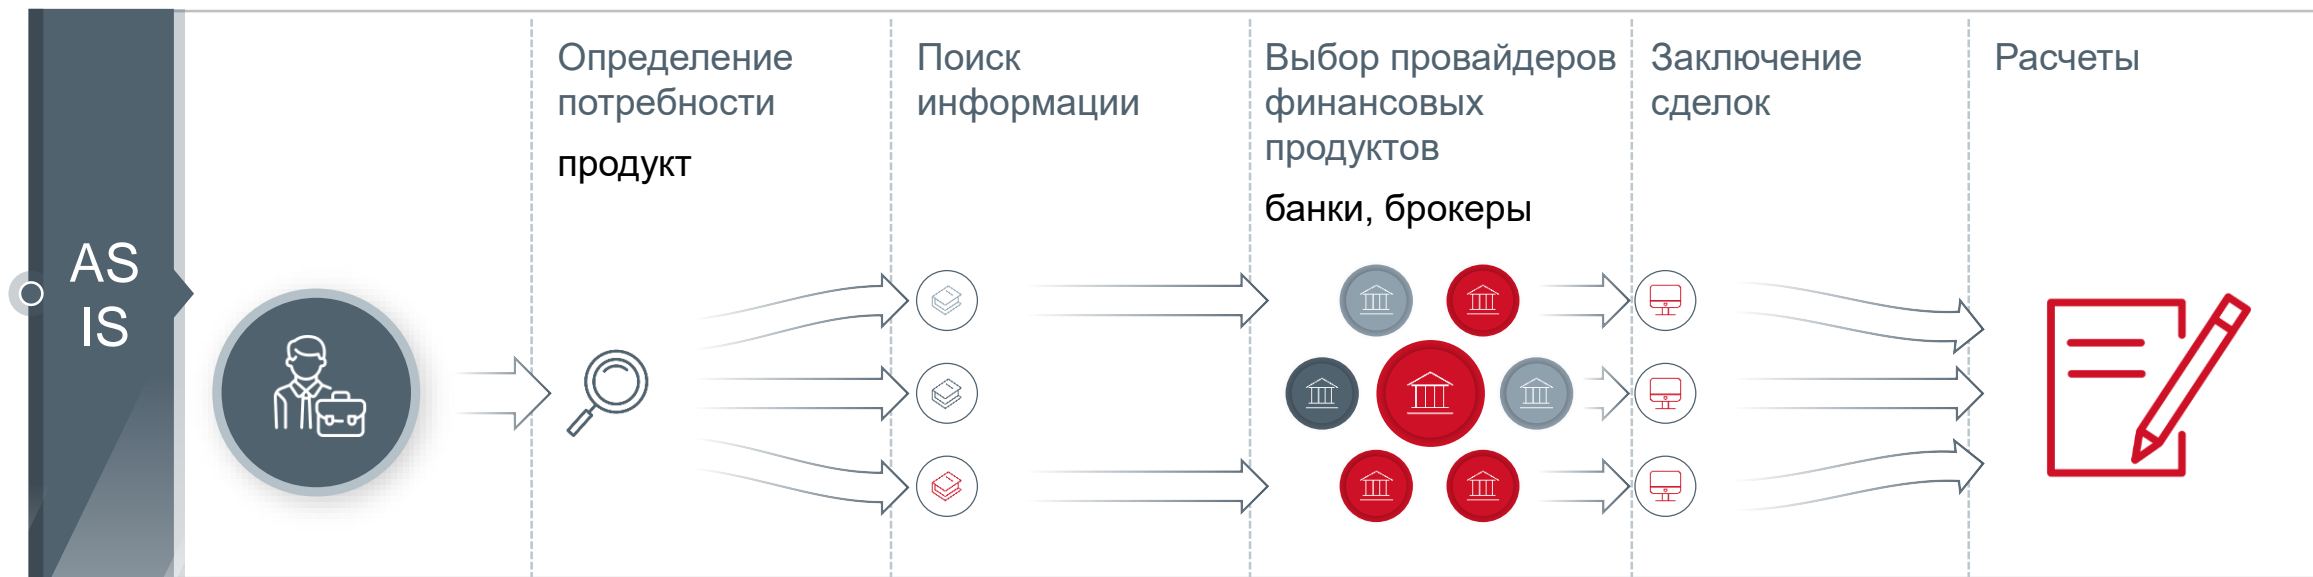 AS
IS
Определение
потребности
продукт
Поиск
информации
Выбор провайдеров
финансовых
продуктов
банки, брокеры
Заключение
сделок
Расчеты